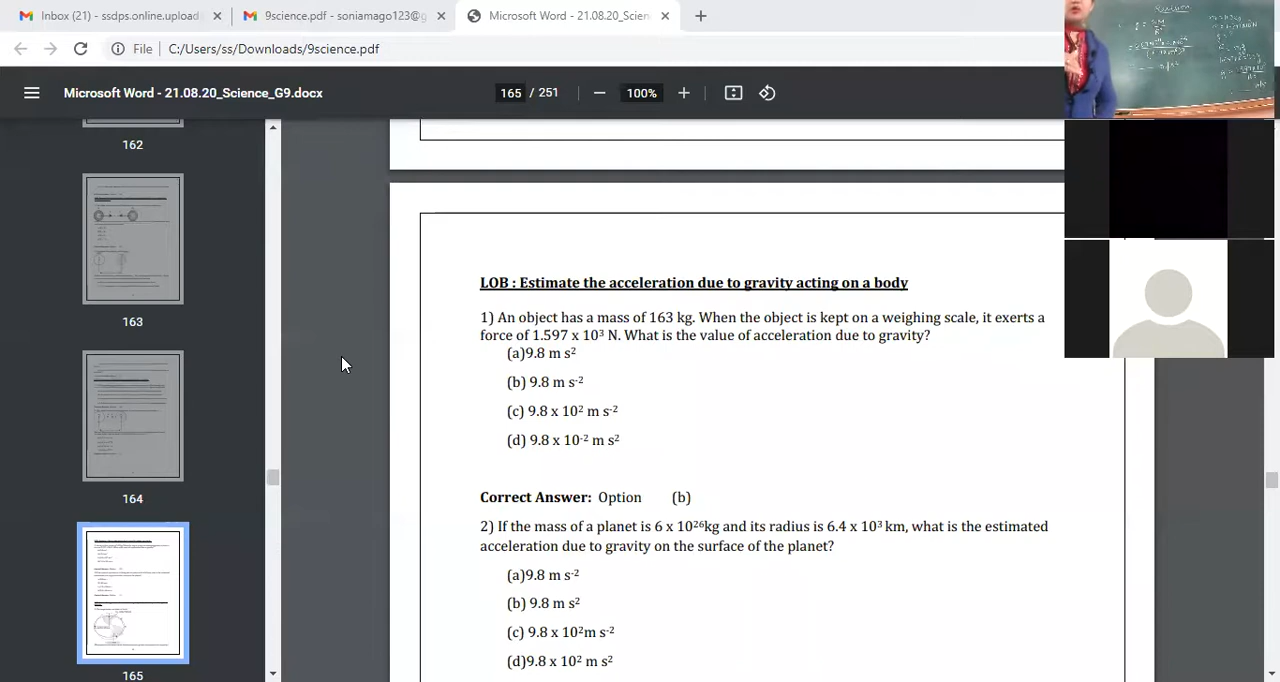 Inbox (21) - ssdps.online.upload
9science.pdf - soniamago123@g
Microsoft Word - 21.08.20_Scien
File
C:/Users/ss/Downloads/9science.pdf
Microsoft Word - 21.08.20_Science_G9.docx
165 / 251
100%
162
163
164
165
LOB : Estimate the acceleration due to gravity acting on a body
1) An object has a mass of 163 kg. When the object is kept on a weighing scale, it exerts a
force of 1.597 x 10³ N. What is the value of acceleration due to gravity?
(a)9.8 m s²
(b) 9.8 m s⁻²
(c) 9.8 x 10² m s⁻²
(d) 9.8 x 10⁻² m s²
Correct Answer: Option (b)
2) If the mass of a planet is 6 x 10²⁶kg and its radius is 6.4 x 10³ km, what is the estimated
acceleration due to gravity on the surface of the planet?
(a)9.8 m s⁻²
(b) 9.8 m s²
(c) 9.8 x 10²m s⁻²
(d)9.8 x 10² m s²